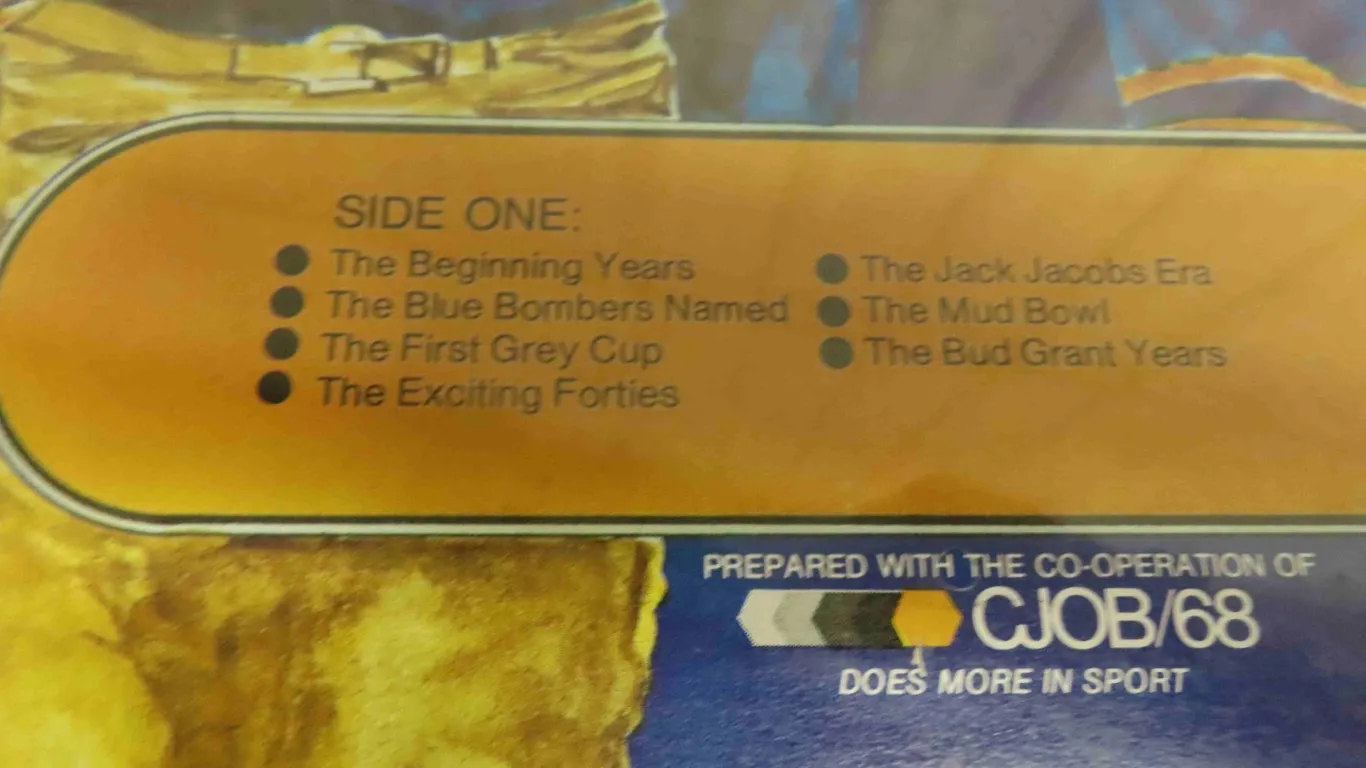 SIDE ONE:
The Beginning Years
The Blue Bombers Named
The First Grey Cup
The Exciting Forties
The Jack Jacobs Era
The Mud Bowl
The Bud Grant Years
PREPARED WITH THE CO-OPERATION OF
CJOB/68
DOES MORE IN SPORT